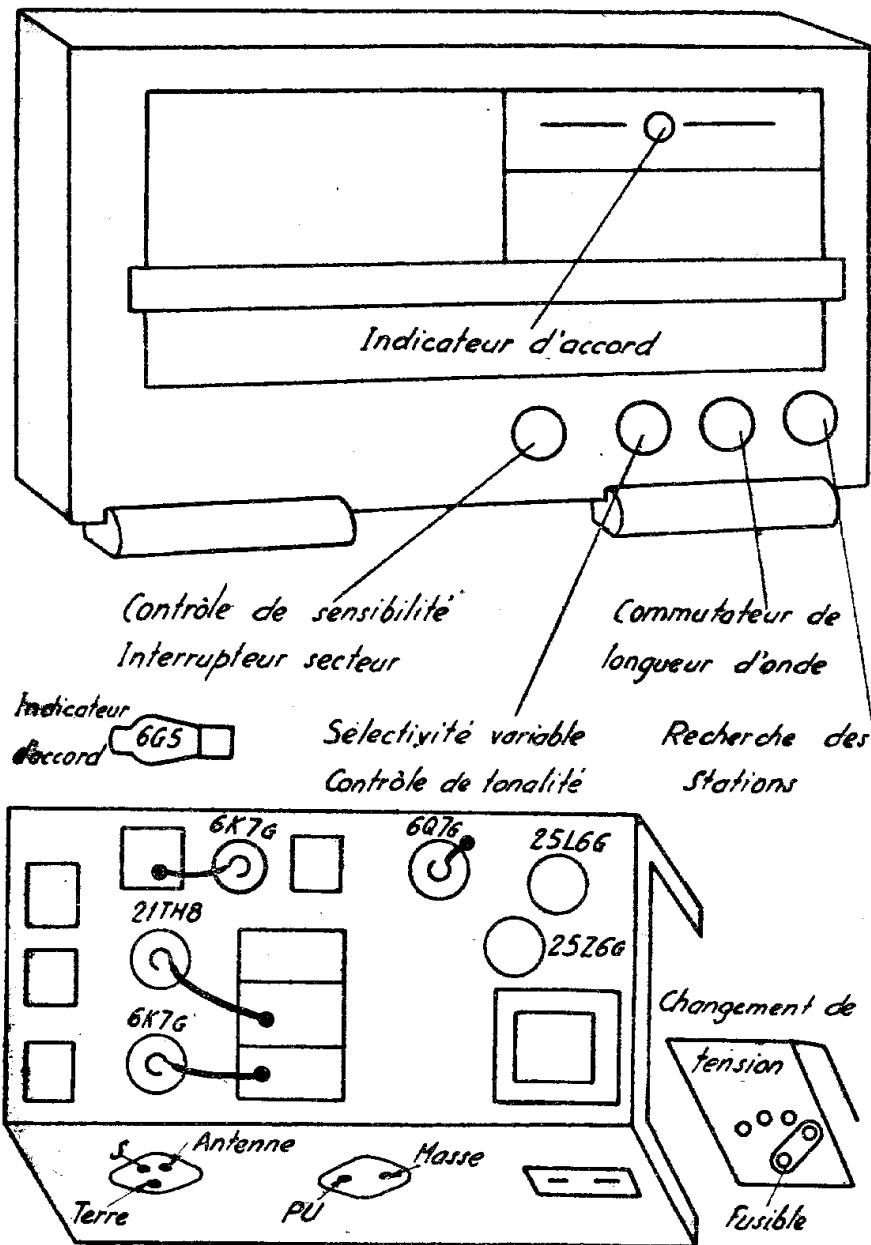 Indicateur d'accord
Contrôle de sensibilité
Interrupteur secteur
Commutateur de
longueur d'onde
Indicateur
d'accord
6G5
Sélectivité variable
Contrôle de tonalité
Recherche des
Stations
6K7G
6Q7G
25L6G
21TH8
25Z6G
6K7G
Changement de
tension
S
Antenne
Terre
PU
Masse
Fusible